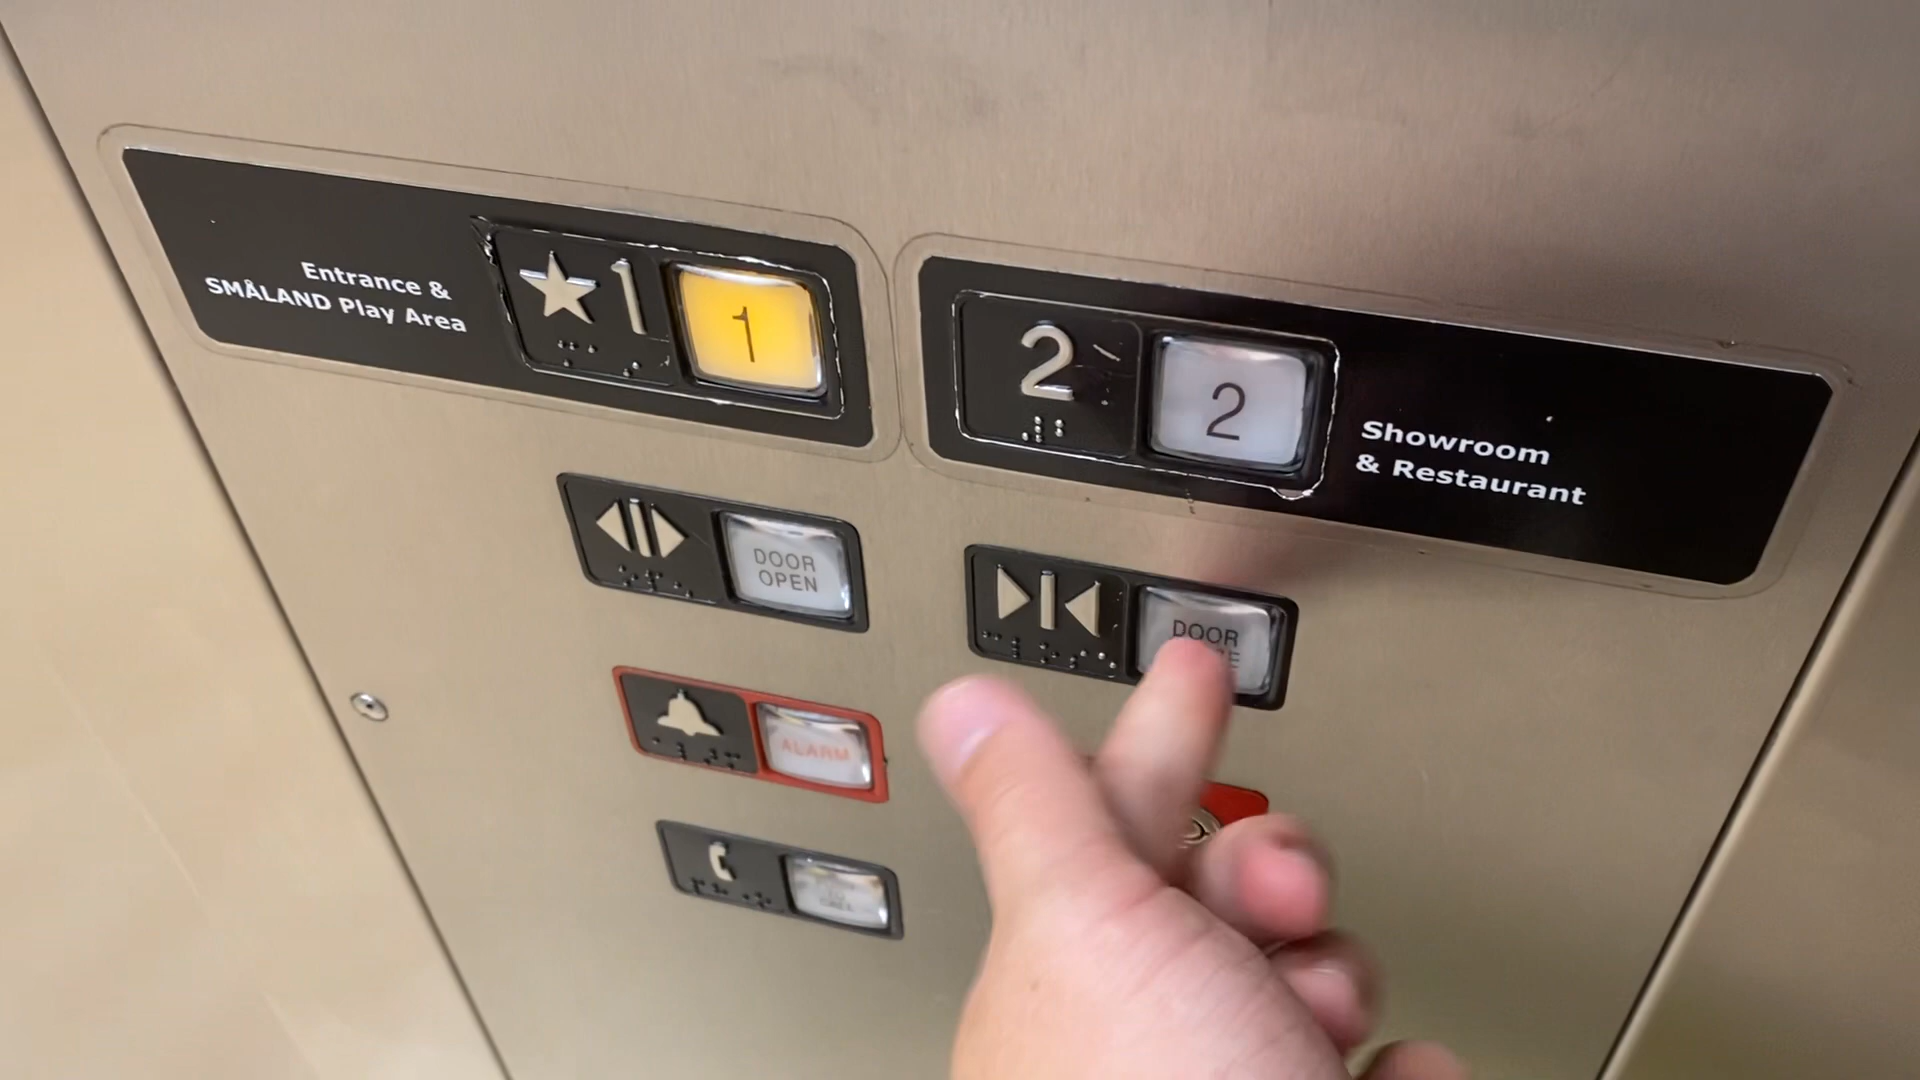 Entrance &
SMÅLAND Play Area
1
1
2
2
Showroom
& Restaurant
DOOR
OPEN
DOOR
ALARM